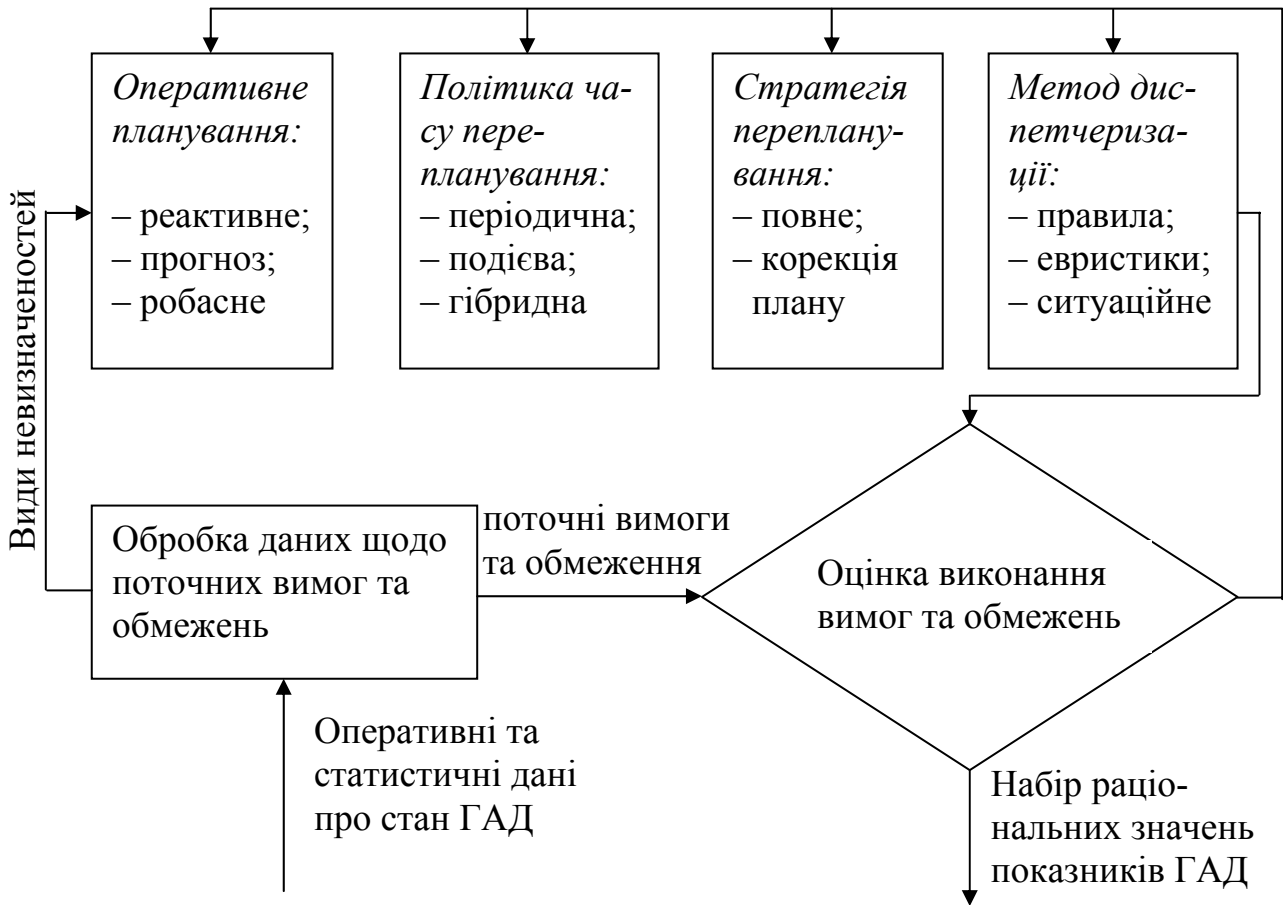 Оперативне
планування:
– реактивне;
– прогноз;
– робасне
Політика ча-
су пере-
планування:
– періодична;
– подієва;
– гібридна
Стратегія
переплану-
вання:
– повне;
– корекція
плану
Метод дис-
петчериза-
ції:
– правила;
– евристики;
– ситуаційне
Види невизначеностей
Обробка даних щодо
поточних вимог та
обмежень
поточні вимоги
та обмеження
Оцінка виконання
вимог та обмежень
Оперативні та
статистичні дані
про стан ГАД
Набір раціо-
нальних значень
показників ГАД